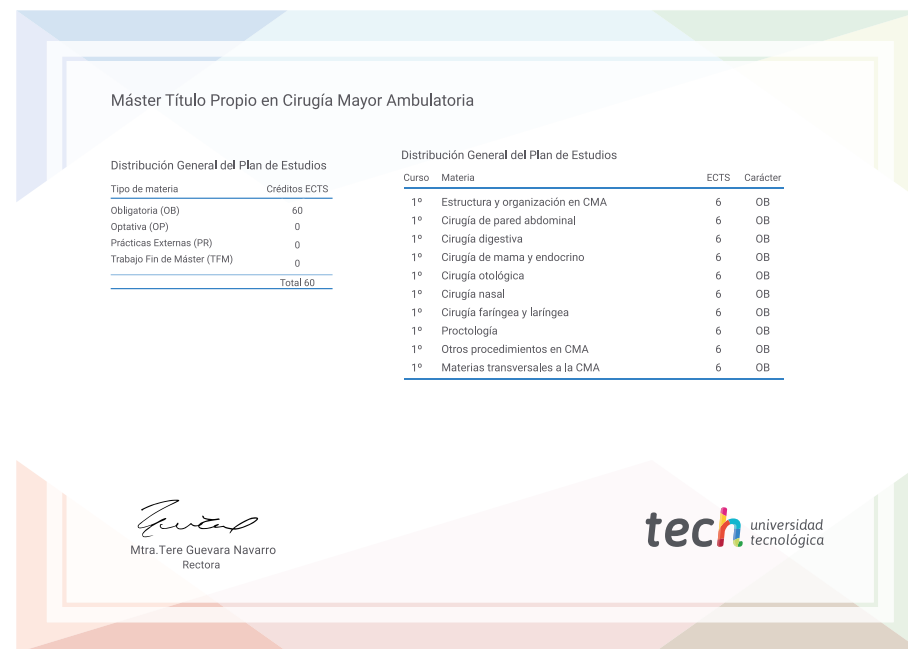 Máster Título Propio en Cirugía Mayor Ambulatoria
Distribución General del Plan de Estudios
Tipo de materia Créditos ECTS
Obligatoria (OB) 60
Optativa (OP) 0
Prácticas Externas (PR) 0
Trabajo Fin de Máster (TFM) 0
Total 60
Distribución General del Plan de Estudios
Curso Materia ECTS Carácter
1º Estructura y organización en CMA 6 OB
1º Cirugía de pared abdominal 6 OB
1º Cirugía digestiva 6 OB
1º Cirugía de mama y endocrino 6 OB
1º Cirugía otológica 6 OB
1º Cirugía nasal 6 OB
1º Cirugía faríngea y laríngea 6 OB
1º Proctología 6 OB
1º Otros procedimientos en CMA 6 OB
1º Materias transversales a la CMA 6 OB
Mtra.Tere Guevara Navarro
Rectora
tech universidad
tecnológica